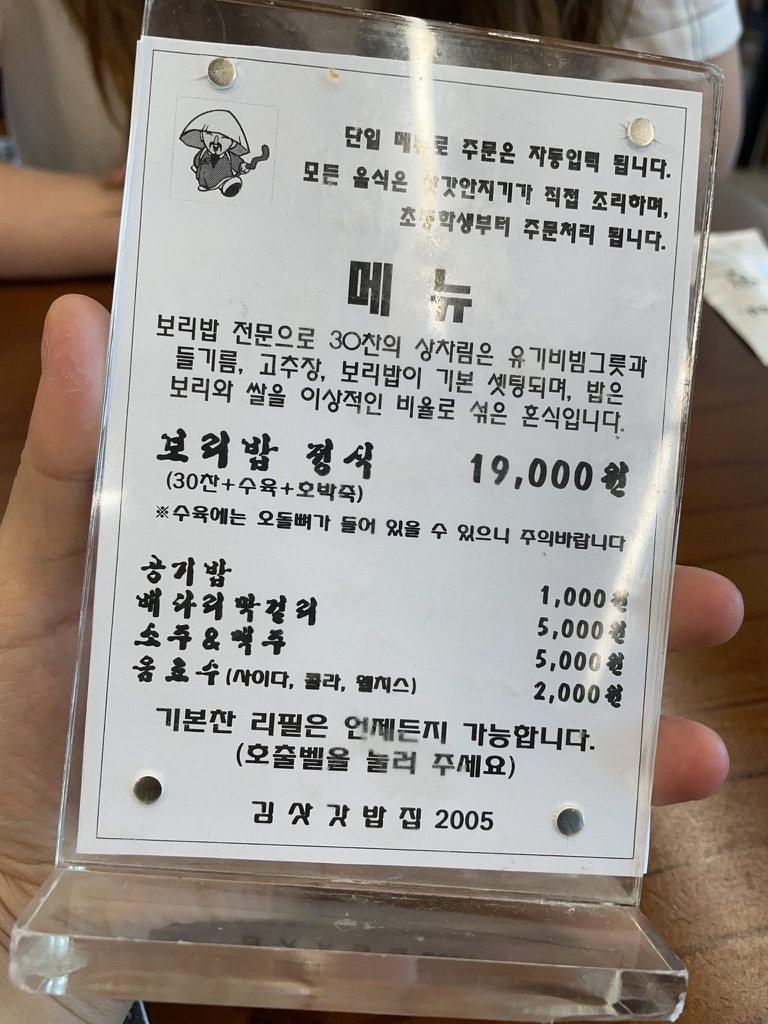 단일 메뉴로 주문은 자동입력 됩니다.
모든 음식은 삿갓안지기가 직접 조리하며,
초등학생부터 주문처리 됩니다.
메 뉴
보리밥 전문으로 30찬의 상차림은 유기비빔그릇과
들기름, 고추장, 보리밥이 기본 셋팅되며, 밥은
보리와 쌀을 이상적인 비율로 섞은 혼식입니다.
보리밥 정식 19,000원
(30찬+수육+호박죽)
※수육에는 오돌뼈가 들어 있을 수 있으니 주의바랍니다
공기밥 1,000원
배다리막걸리 5,000원
소주&맥주 5,000원
음료수(사이다, 콜라, 웰치스) 2,000원
기본찬 리필은 언제든지 가능합니다.
(호출벨을 눌러 주세요)
김삿갓밥집 2005